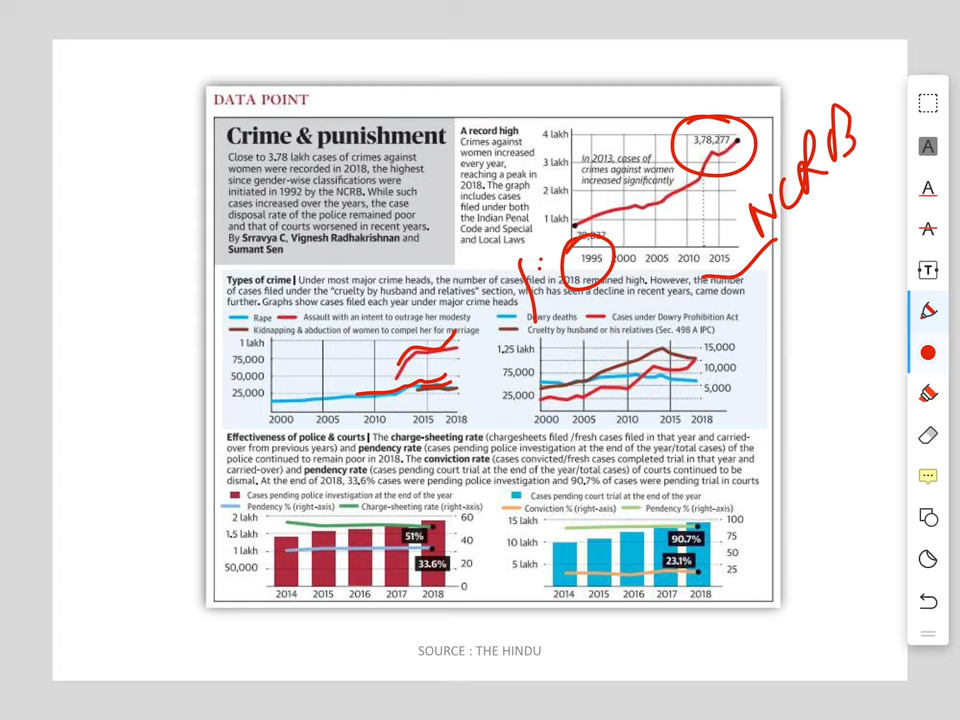 DATA POINT
Crime & punishment
Close to 3.78 lakh cases of crimes against
women were recorded in 2018, the highest
since gender-wise classifications were
initiated in 1992 by the NCRB. While such
cases increased over the years, the case
disposal rate of the police remained poor
and that of courts worsened in recent years.
By Srravya C, Vignesh Radhakrishnan and
Sumant Sen
A record high
Crimes against
women increased
every year,
reaching a peak in
2018. The graph
includes cases
filed under both
the Indian Penal
Code and Special
and Local Laws
4 lakh
3 lakh
2 lakh
1 lakh
3,78,277
In 2013, cases of
crimes against women
increased significantly
1995 2000 2005 2010 2015
NCRB
Types of crime | Under most major crime heads, the number of cases filed in 2018 remained high. However, the number
of cases filed under the "cruelty by husband and relatives" section, which has seen a decline in recent years, came down
further. Graphs show cases filed each year under major crime heads
Rape Assault with an intent to outrage her modesty
Kidnapping & abduction of women to compel her for marriage
1 lakh
75,000
50,000
25,000
2000 2005 2010 2015 2018
Dowry deaths Cases under Dowry Prohibition Act
Cruelty by husband or his relatives (Sec. 498 A IPC)
1.25 lakh 15,000
75,000 10,000
25,000 5,000
2000 2005 2010 2015
Effectiveness of police & courts | The charge-sheeting rate (chargesheets filed /fresh cases filed in that year and carried-
over from previous years) and pendency rate (cases pending police investigation at the end of the year/total cases) of the
police continued to remain poor in 2018. The conviction rate (cases convicted/fresh cases completed trial in that year and
carried-over) and pendency rate (cases pending court trial at the end of the year/total cases) of courts continued to be
dismal. At the end of 2018, 33.6% cases were pending police investigation and 90.7% of cases were pending trial in courts
Cases pending police investigation at the end of the year
Pendency % (right-axis) Charge-sheeting rate (right-axis)
2 lakh 60
1.5 lakh 40
1 lakh 20
50,000 0
51%
33.6%
2014 2015 2016 2017 2018
Cases pending court trial at the end of the year
Conviction % (right-axis) Pendency % (right-axis)
15 lakh 100
10 lakh 75
5 lakh 50
25
90.7%
23.1%
2014 2015 2016 2017 2018
SOURCE : THE HINDU